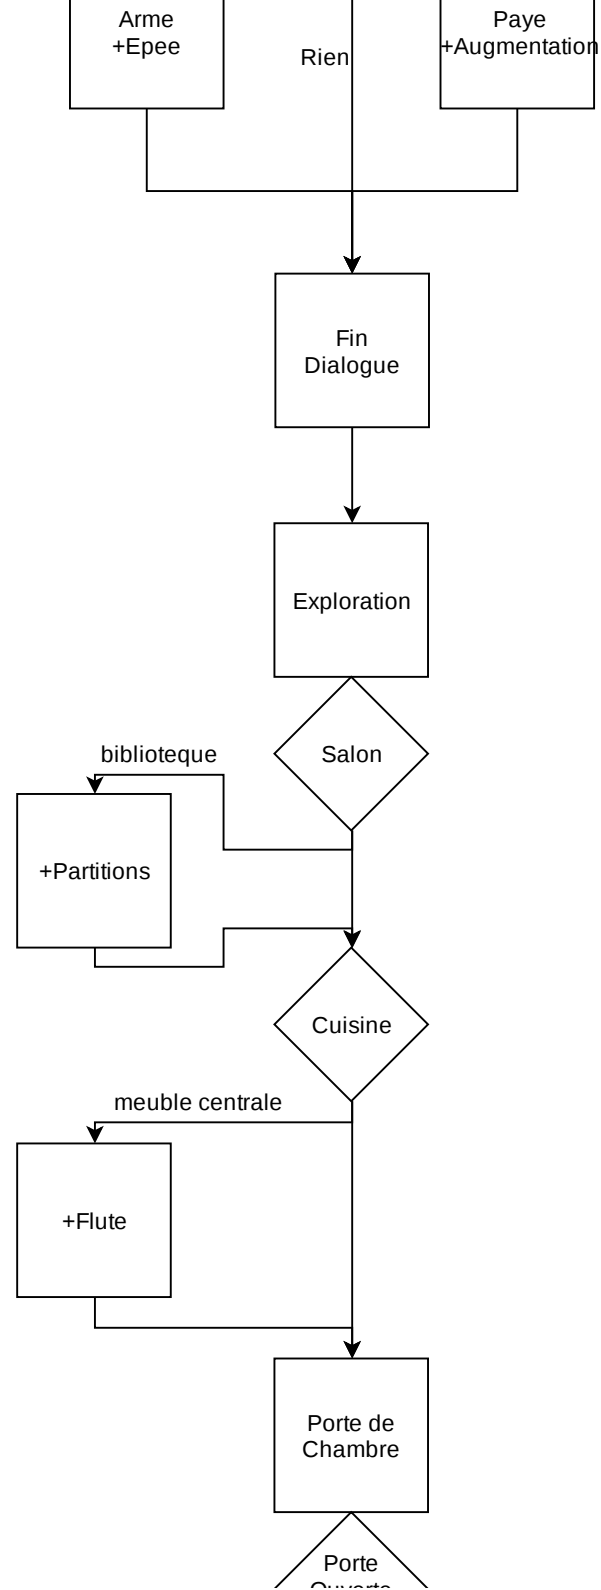 Arme
+Epee
Paye
+Augmentation
Rien
Fin
Dialogue
Exploration
Salon
biblioteque
+Partitions
Cuisine
meuble centrale
+Flute
Porte de
Chambre
Porte
Ouverte